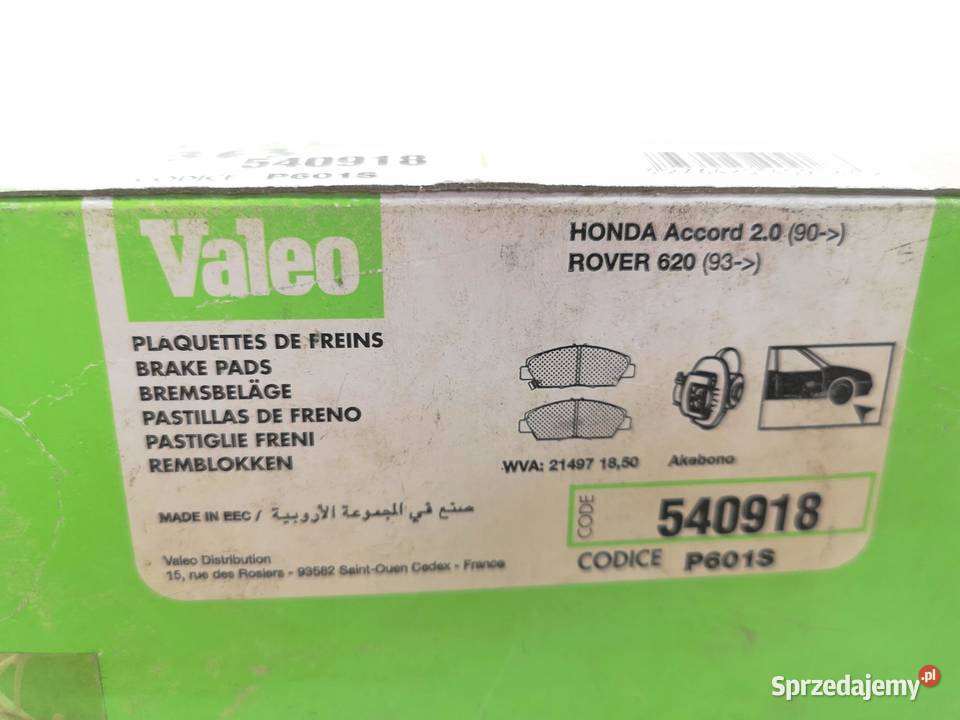 540918
CODICE P601S
Valeo
HONDA Accord 2.0 (90->)
ROVER 620 (93->)
PLAQUETTES DE FREINS
BRAKE PADS
BREMSBELÄGE
PASTILLAS DE FRENO
PASTIGLIE FRENI
REMBLOKKEN
WVA: 21497 18,50
Akebono
MADE IN EEC / صنع في المجموعة الأروبية
CODE 540918
CODICE P601S
Valeo Distribution
15, rue des Rosiers - 93582 Saint-Ouen Cedex - France
Sprzedajemy.pl